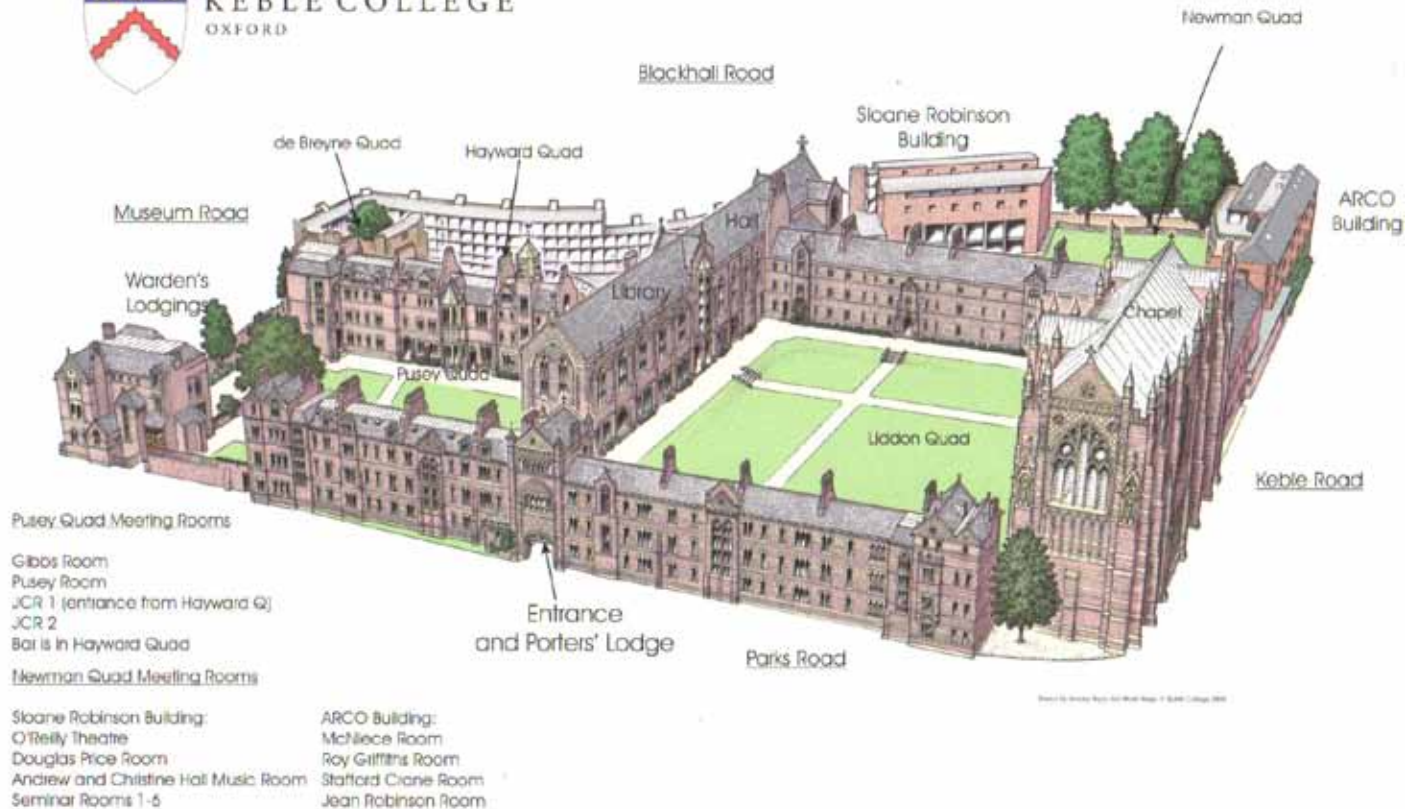 KEBLE COLLEGE
OXFORD
Newman Quad
Blackhall Road
Sloane Robinson
Building
de Breyne Quad
Hayward Quad
Museum Road
Hall
ARCO
Building
Warden's
Lodgings
Library
Chapel
Pusey Quad
Liddon Quad
Keble Road
Entrance
and Porters' Lodge
Parks Road
Pusey Quad Meeting Rooms
Gibbs Room
Pusey Room
JCR 1 (entrance from Hayward Q)
JCR 2
Bar is in Hayward Quad
Newman Quad Meeting Rooms
Sloane Robinson Building:
O'Reilly Theatre
Douglas Price Room
Andrew and Christine Hall Music Room
Seminar Rooms 1-6
ARCO Building:
McNiece Room
Roy Griffiths Room
Stafford Crane Room
Jean Robinson Room